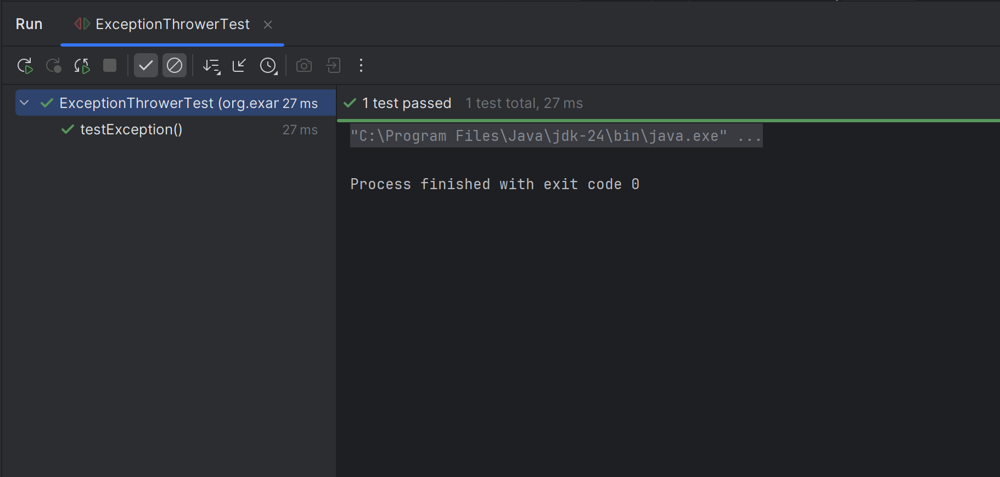 Run ExceptionThrowerTest
ExceptionThrowerTest (org.exar 27 ms
testException() 27 ms
1 test passed 1 test total, 27 ms
"C:\Program Files\Java\jdk-24\bin\java.exe" ...
Process finished with exit code 0